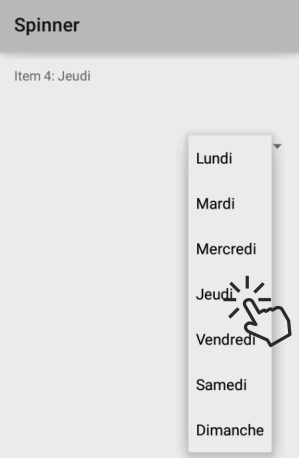 Spinner
Item 4: Jeudi
Lundi
Mardi
Mercredi
Jeudi
Vendredi
Samedi
Dimanche